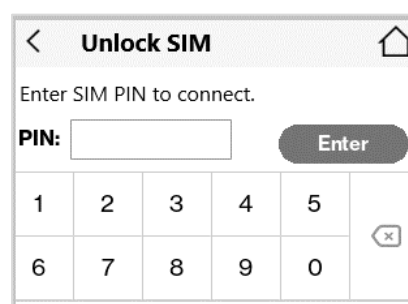 Unlock SIM
Enter SIM PIN to connect.
PIN: Enter
1 2 3 4 5
6 7 8 9 0